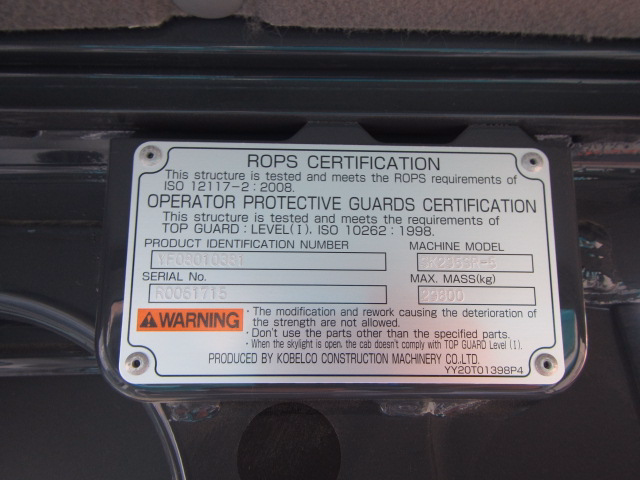 ROPS CERTIFICATION
This structure is tested and meets the ROPS requirements of
ISO 12117-2 : 2008.
OPERATOR PROTECTIVE GUARDS CERTIFICATION
This structure is tested and meets the requirements of
TOP GUARD : LEVEL(I). ISO 10262 : 1998.
PRODUCT IDENTIFICATION NUMBER
MACHINE MODEL
SERIAL No.
MAX. MASS(kg)
R0061715
WARNING
· The modification and rework causing the deterioration of
the strength are not allowed.
· Don't use the parts other than the specified parts.
· When the skylight is open, the cab doesn't comply with TOP GUARD Level (I).
PRODUCED BY KOBELCO CONSTRUCTION MACHINERY CO.,LTD.
YY20T01398P4